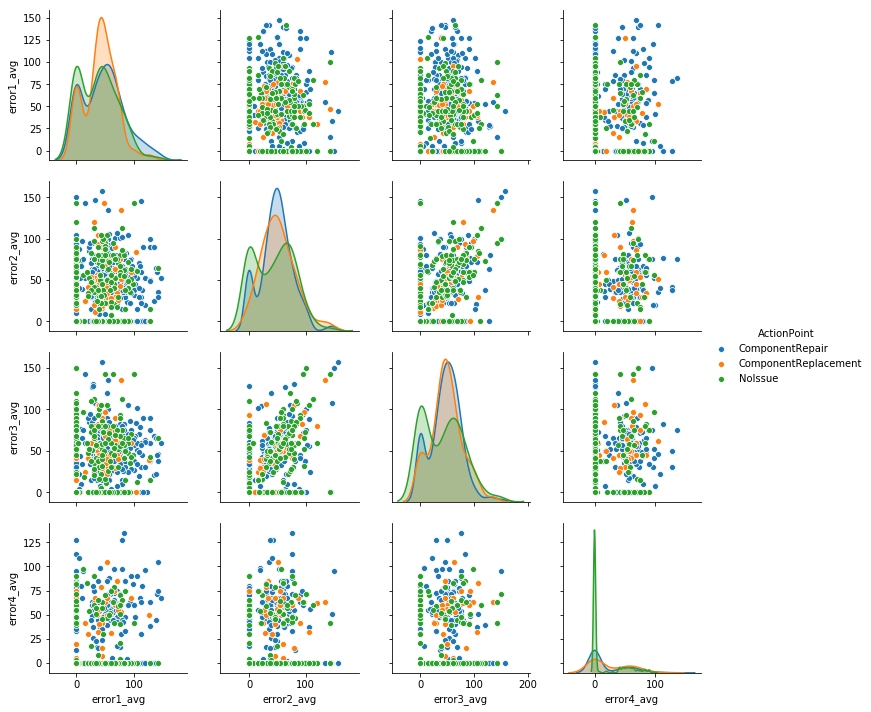 150
125
100
75
50
25
0
error1_avg
150
100
50
0
error2_avg
ActionPoint
ComponentRepair
ComponentReplacement
NoIssue
150
100
50
0
error3_avg
125
100
75
50
25
0
error4_avg
0 100
0 100
0 100 200
0 100
error1_avg
error2_avg
error3_avg
error4_avg